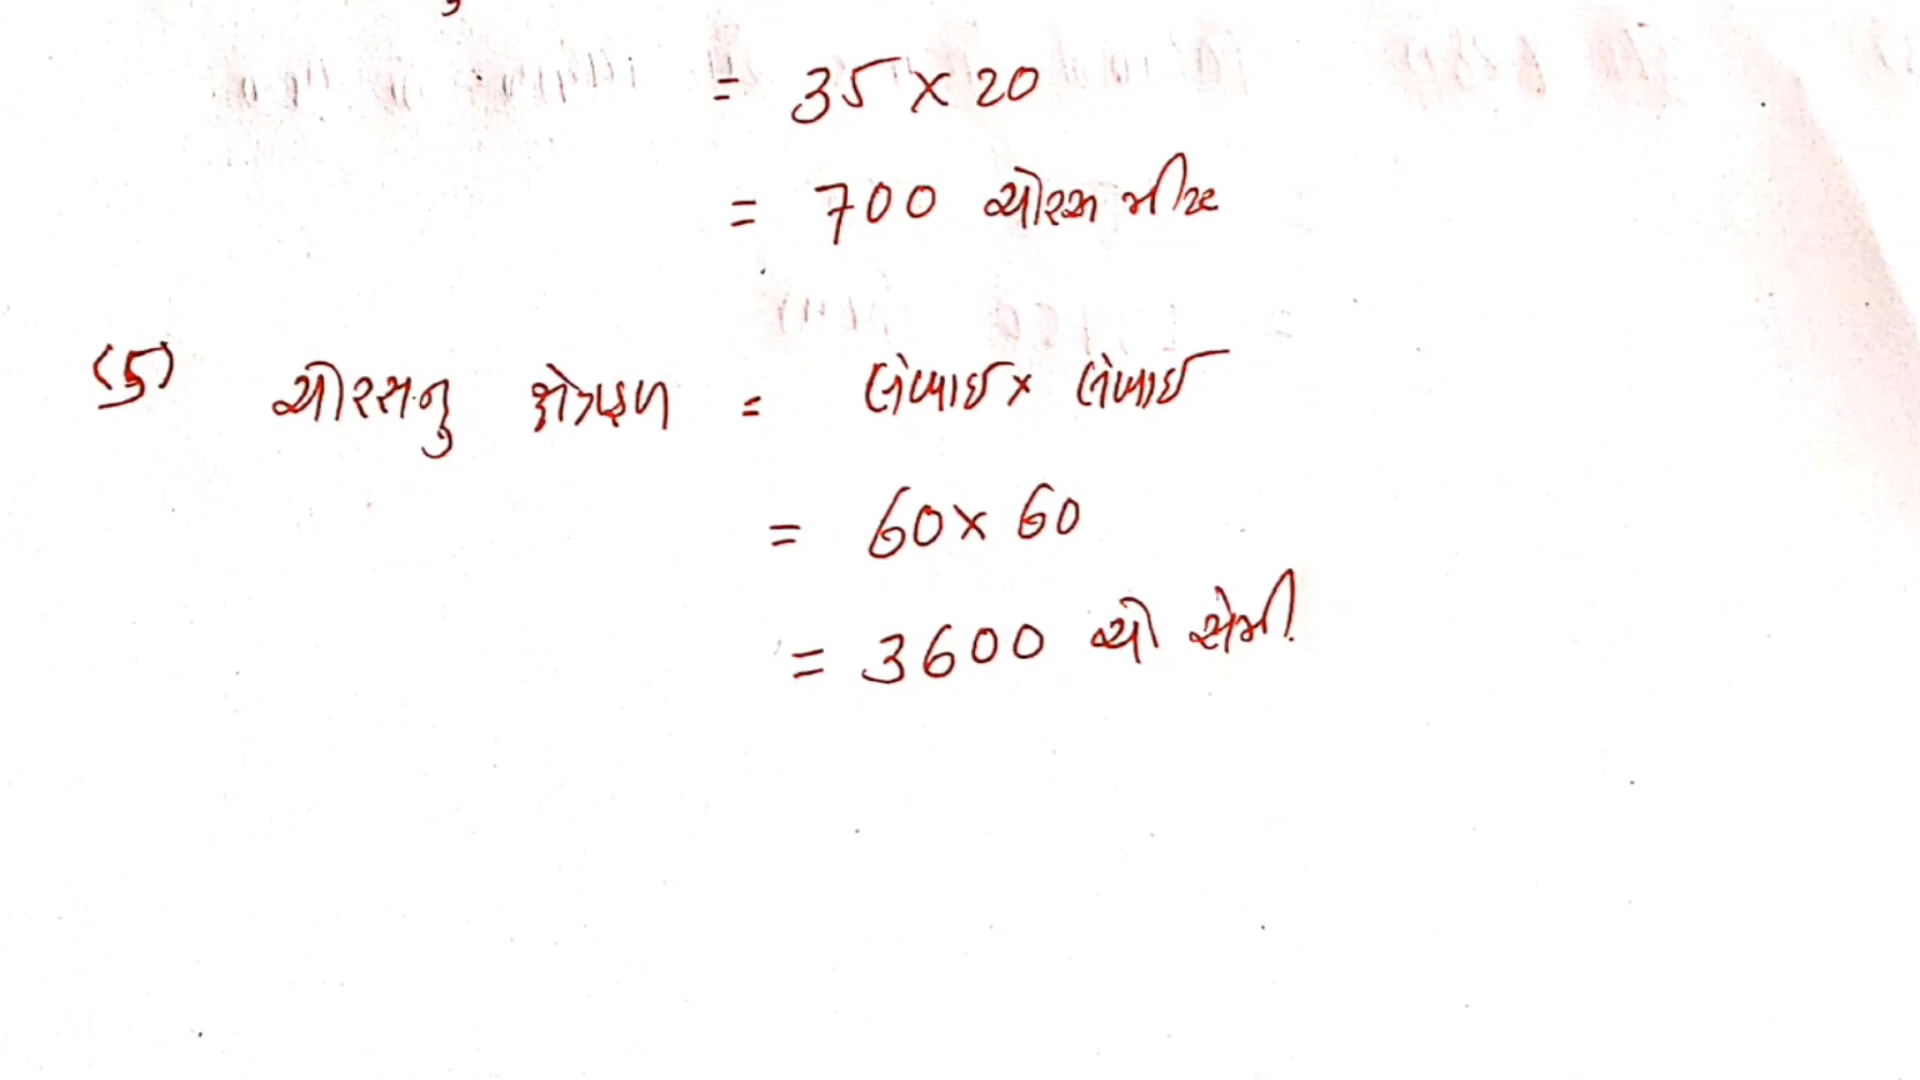 = 35 × 20
= 700 ચોરસ મીટર
(5) ચોરસનુ ક્ષેત્રફળ = લંબાઈ × લંબાઈ
= 60 × 60
= 3600 ચો સેમી.